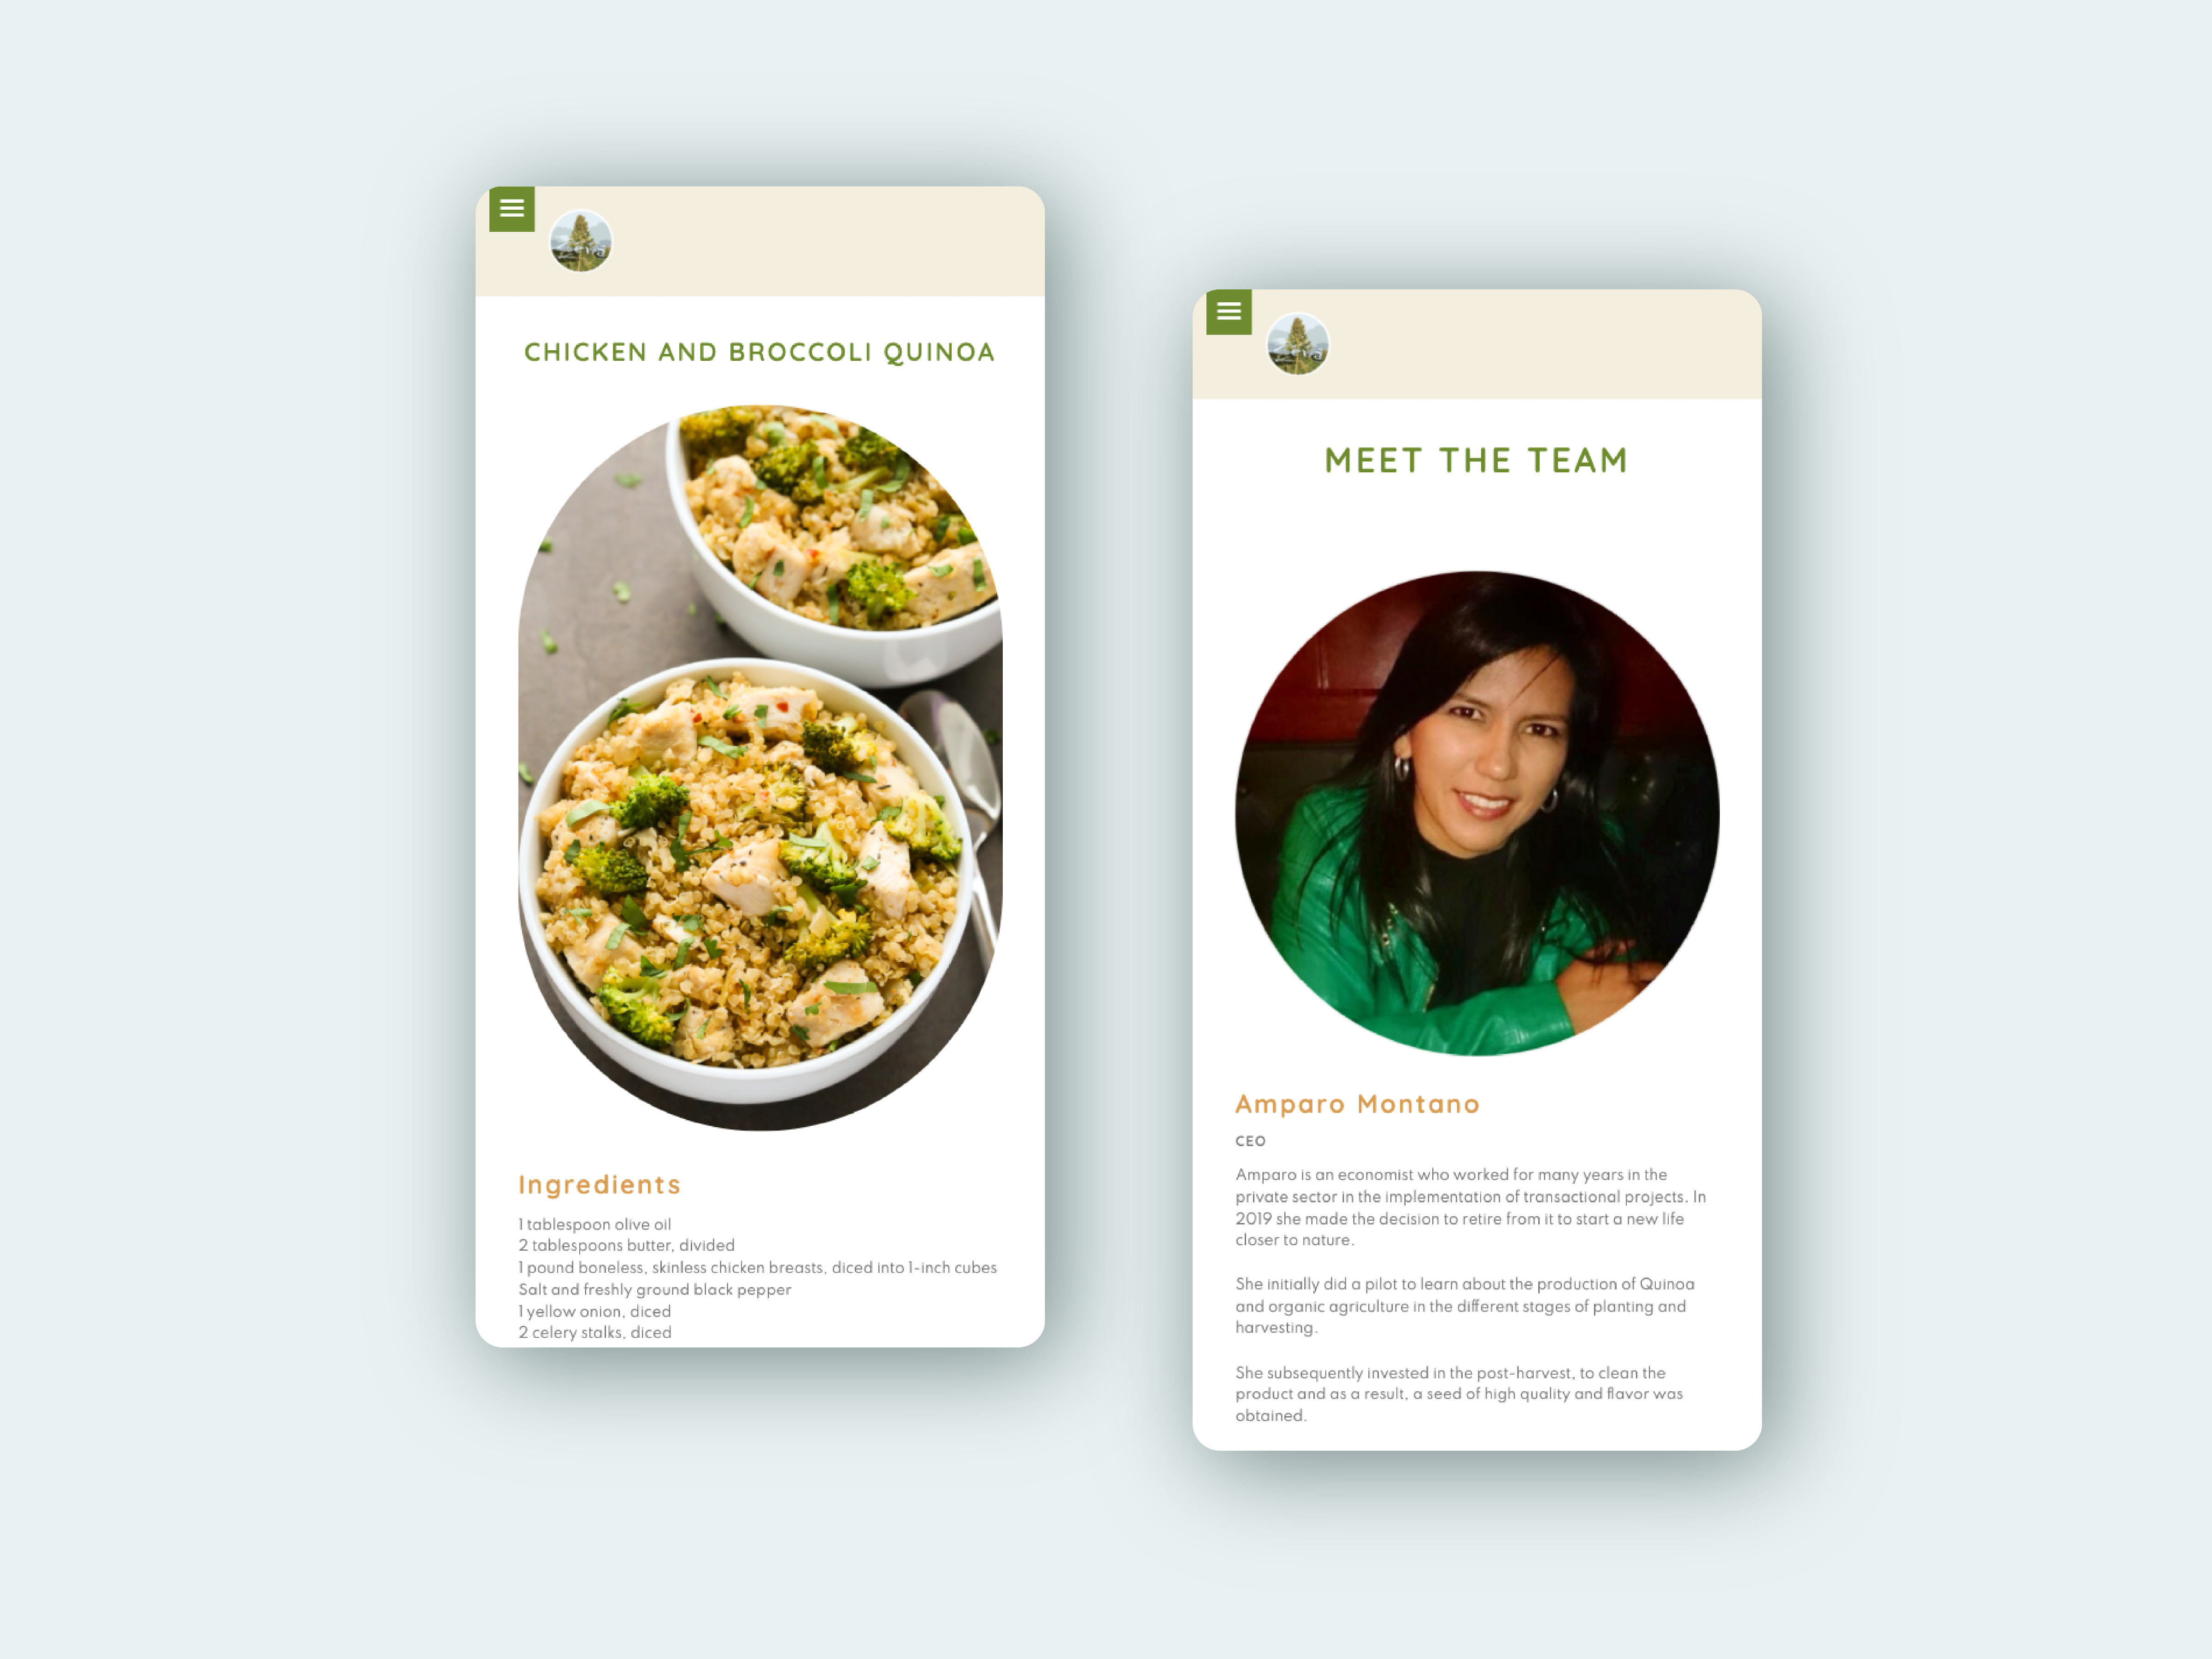 CHICKEN AND BROCCOLI QUINOA
Ingredients
1 tablespoon olive oil
2 tablespoons butter, divided
1 pound boneless, skinless chicken breasts, diced into 1-inch cubes
Salt and freshly ground black pepper
1 yellow onion, diced
2 celery stalks, diced
MEET THE TEAM
Amparo Montano
CEO
Amparo is an economist who worked for many years in the
private sector in the implementation of transactional projects. In
2019 she made the decision to retire from it to start a new life
closer to nature.
She initially did a pilot to learn about the production of Quinoa
and organic agriculture in the different stages of planting and
harvesting.
She subsequently invested in the post-harvest, to clean the
product and as a result, a seed of high quality and flavor was
obtained.